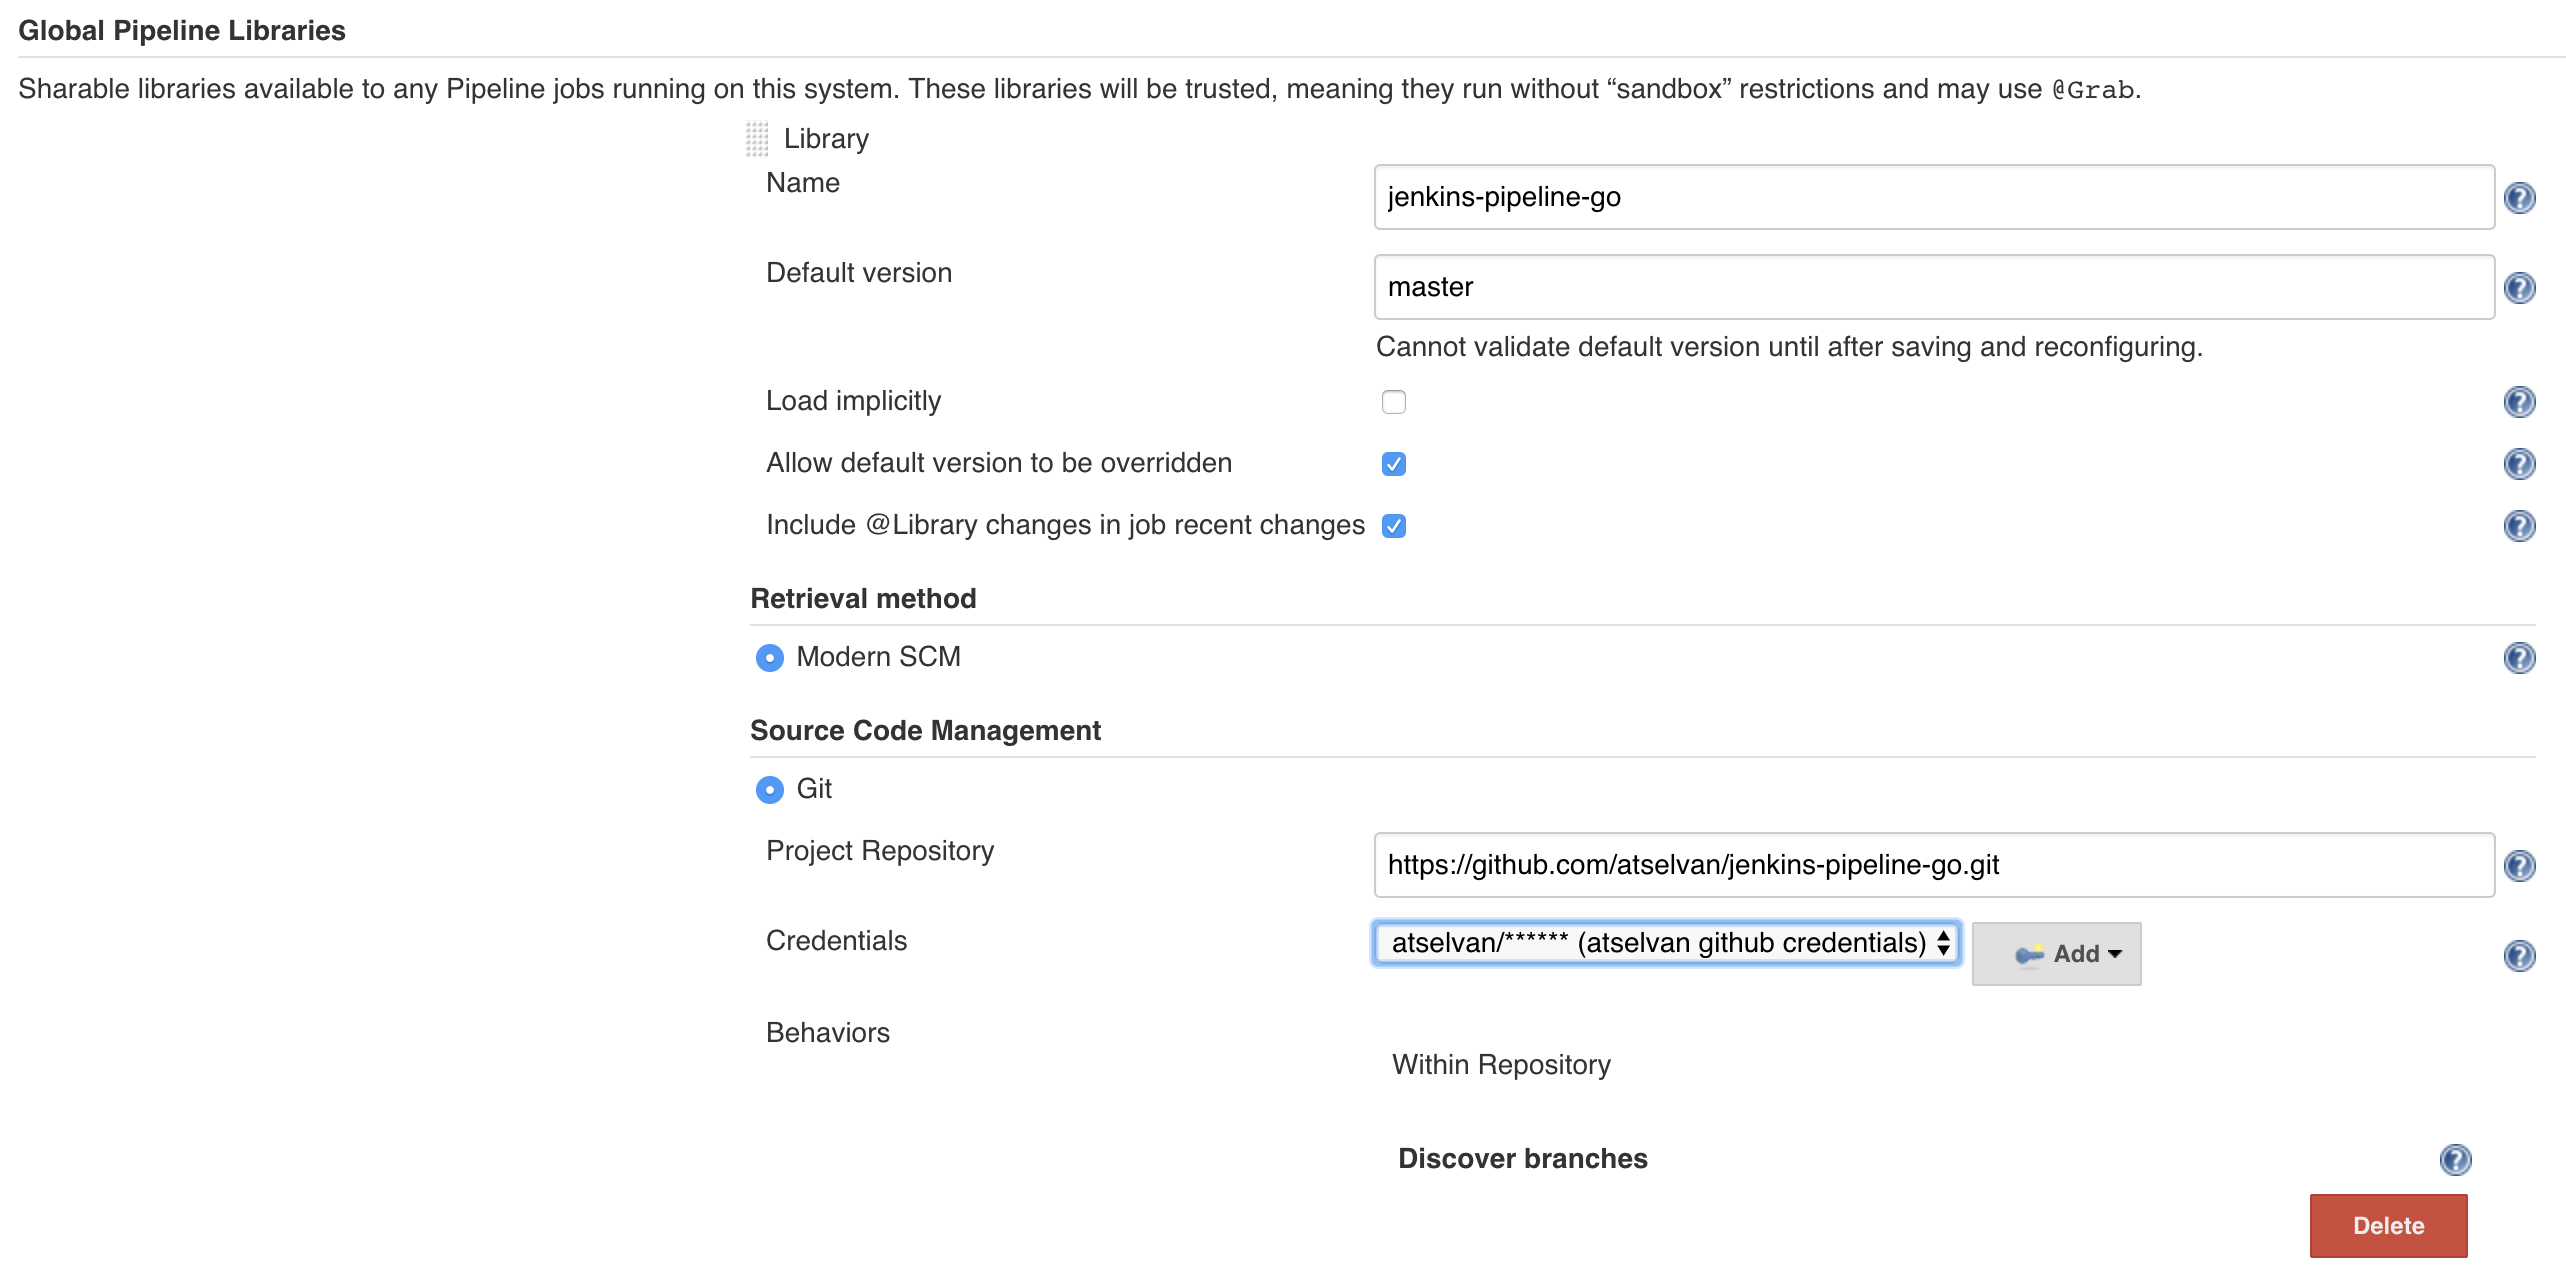 Global Pipeline Libraries
Sharable libraries available to any Pipeline jobs running on this system. These libraries will be trusted, meaning they run without “sandbox” restrictions and may use @Grab.
Library
Name
jenkins-pipeline-go
Default version
master
Cannot validate default version until after saving and reconfiguring.
Load implicitly
Allow default version to be overridden
Include @Library changes in job recent changes
Retrieval method
Modern SCM
Source Code Management
Git
Project Repository
https://github.com/atselvan/jenkins-pipeline-go.git
Credentials
atselvan/****** (atselvan github credentials)
Add
Behaviors
Within Repository
Discover branches
Delete